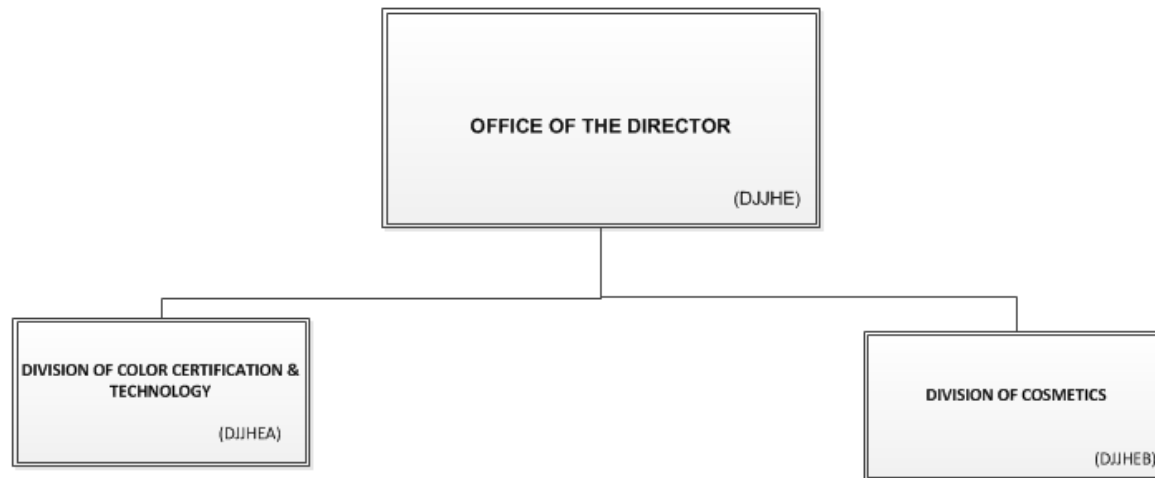 OFFICE OF THE DIRECTOR
(DJJHE)
DIVISION OF COLOR CERTIFICATION &
TECHNOLOGY
(DJJHEA)
DIVISION OF COSMETICS
(DJJHEB)